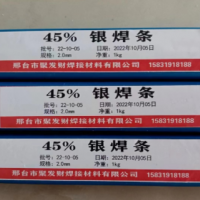 45% 银焊条
批号：22-10-05 日期：2022年10月05日
规格：2.0mm 净重：1kg
邢台市聚发财焊接材料有限公司 15831918188
45% 银焊条
批号：22-10-05 日期：2022年10月05日
规格：2.0mm 净重：1kg
邢台市聚发财焊接材料有限公司 15831918188
45% 银焊条
批号：22-10-05 日期：2022年10月05日
规格：2.0mm 净重：1kg
邢台市聚发财焊接材料有限公司 15831918188